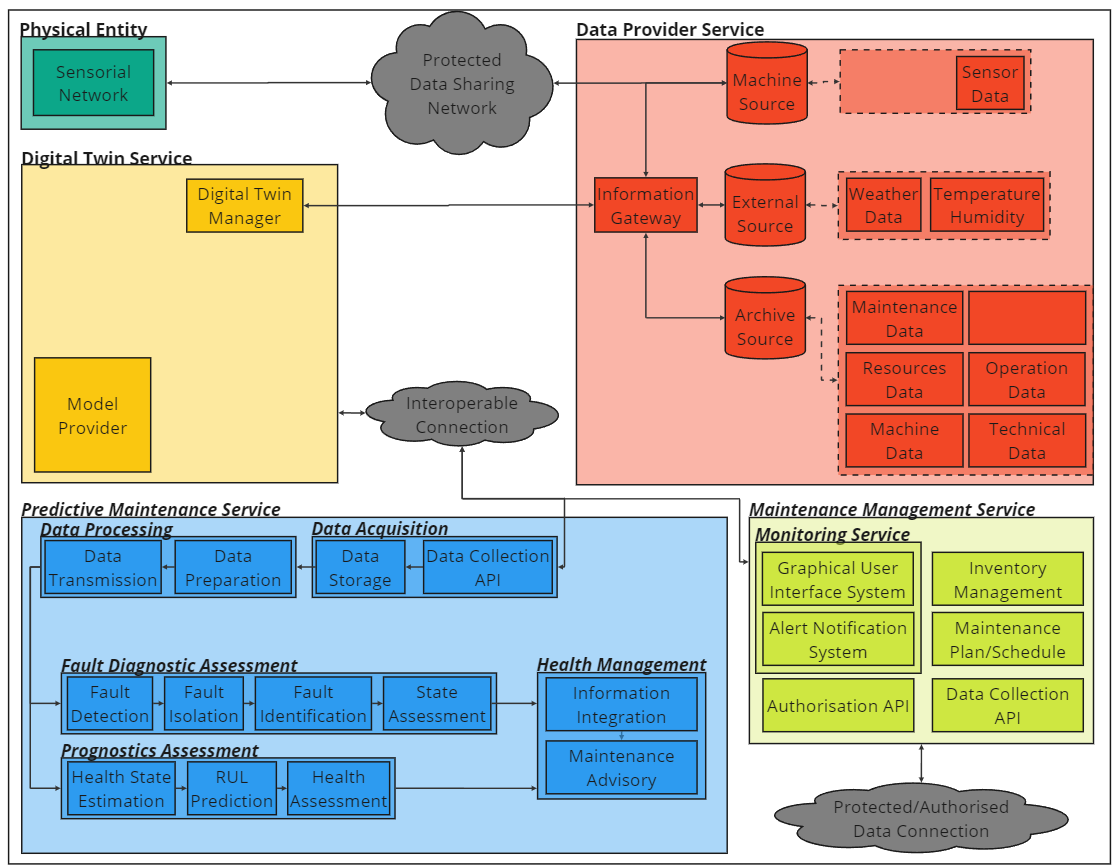 Physical Entity
Sensorial
Network
Protected
Data Sharing
Network
Data Provider Service
Machine
Source
Sensor
Data
Information
Gateway
External
Source
Weather
Data
Temperature
Humidity
Archive
Source
Maintenance
Data
Resources
Data
Operation
Data
Machine
Data
Technical
Data
Digital Twin Service
Digital Twin
Manager
Model
Provider
Interoperable
Connection
Predictive Maintenance Service
Data Processing
Data
Transmission
Data
Preparation
Data Acquisition
Data
Storage
Data Collection
API
Fault Diagnostic Assessment
Fault
Detection
Fault
Isolation
Fault
Identification
State
Assessment
Prognostics Assessment
Health State
Estimation
RUL
Prediction
Health
Assessment
Health Management
Information
Integration
Maintenance
Advisory
Maintenance Management Service
Monitoring Service
Graphical User
Interface System
Alert Notification
System
Inventory
Management
Maintenance
Plan/Schedule
Authorisation API
Data Collection
API
Protected/Authorised
Data Connection